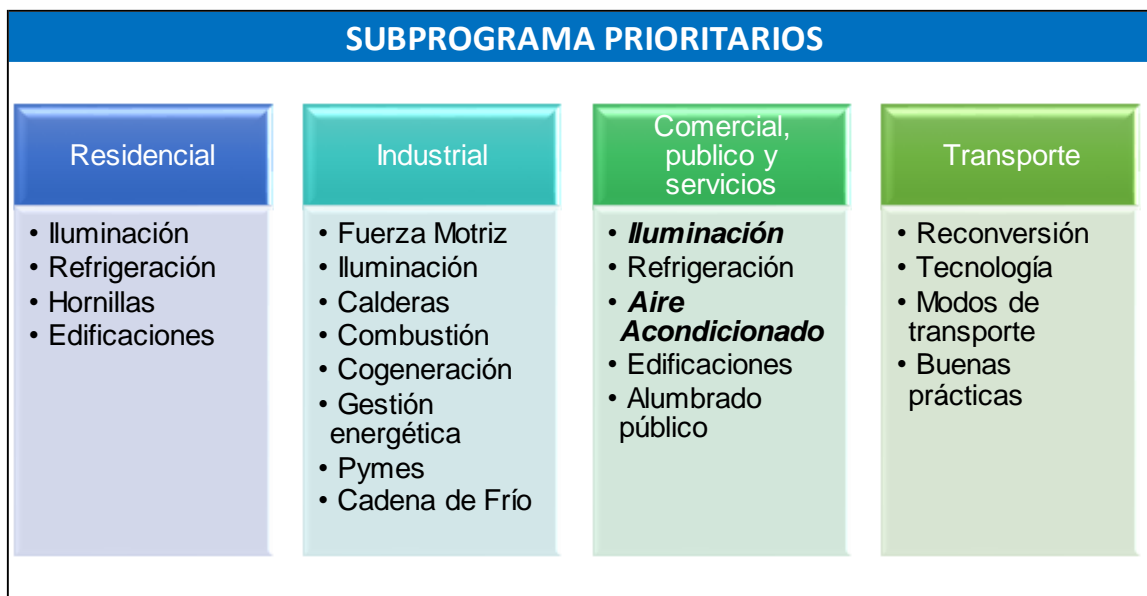 SUBPROGRAMA PRIORITARIOS
Residencial
• Iluminación
• Refrigeración
• Hornillas
• Edificaciones
Industrial
• Fuerza Motriz
• Iluminación
• Calderas
• Combustión
• Cogeneración
• Gestión
energética
• Pymes
• Cadena de Frío
Comercial,
publico y
servicios
• Iluminación
• Refrigeración
• Aire
Acondicionado
• Edificaciones
• Alumbrado
público
Transporte
• Reconversión
• Tecnología
• Modos de
transporte
• Buenas
prácticas